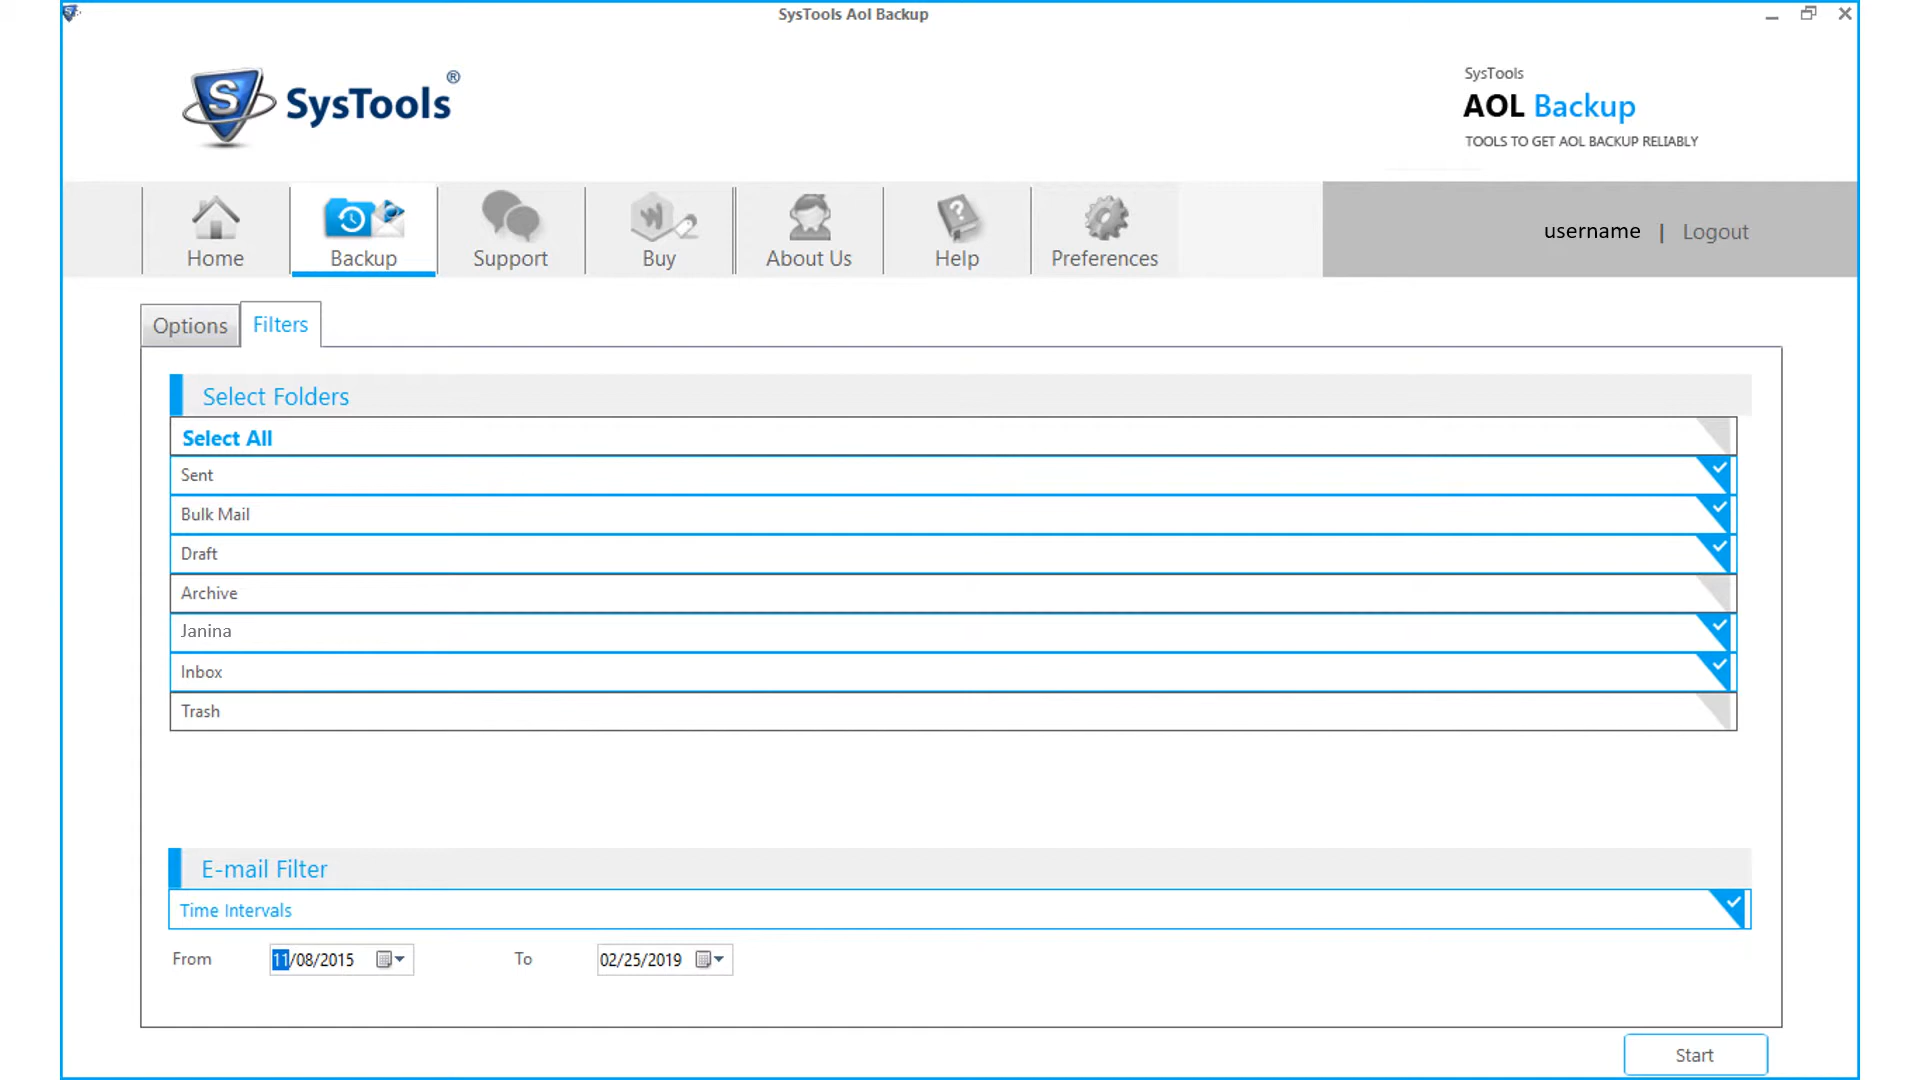 SysTools Aol Backup
SysTools®
SysTools
AOL Backup
TOOLS TO GET AOL BACKUP RELIABLY
Home
Backup
Support
Buy
About Us
Help
Preferences
username | Logout
Options
Filters
Select Folders
Select All
Sent
Bulk Mail
Draft
Archive
Janina
Inbox
Trash
E-mail Filter
Time Intervals
From 11/08/2015 To 02/25/2019
Start